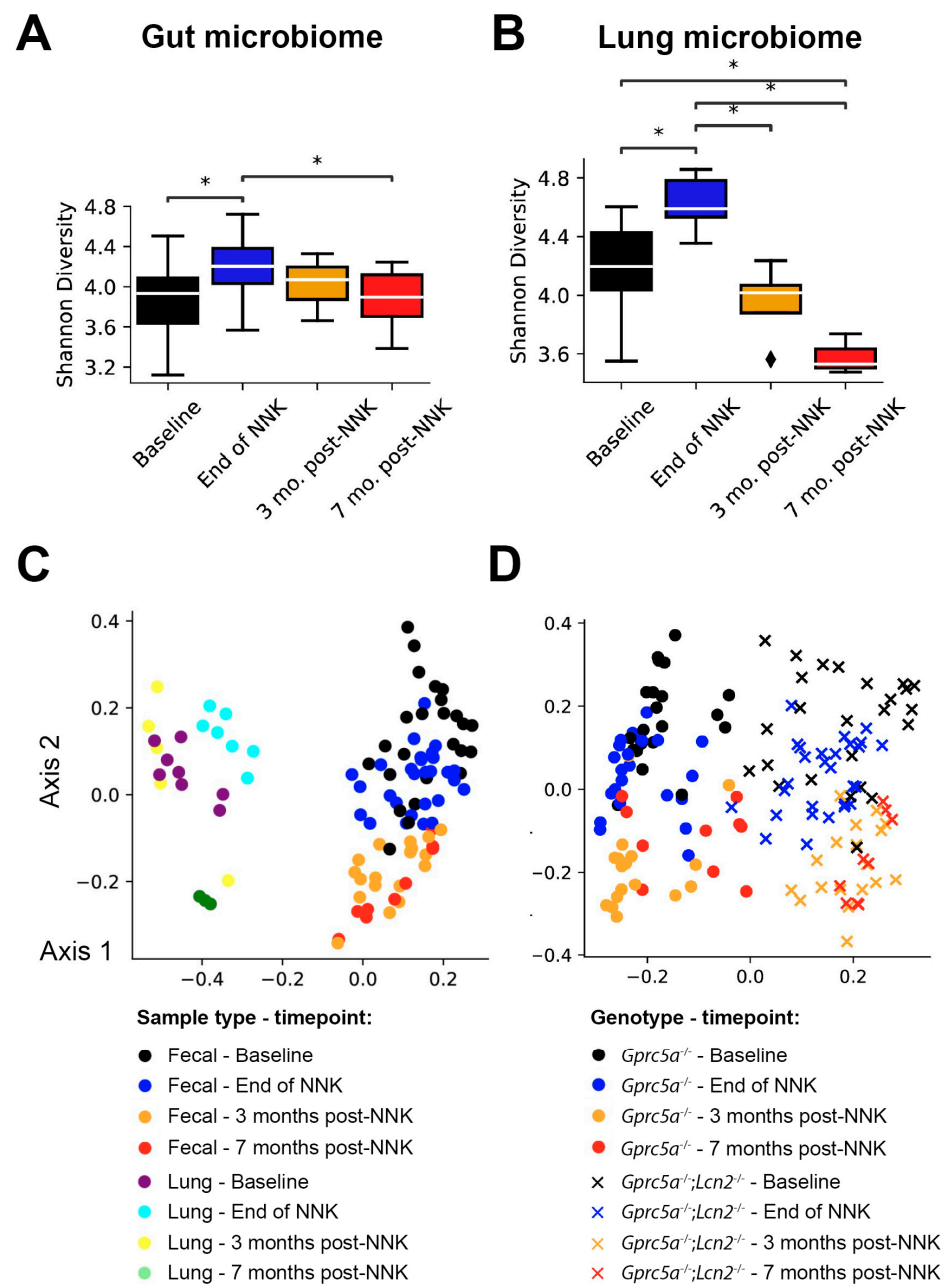 A Gut microbiome
B Lung microbiome
*
*
*
*
*
*
Shannon Diversity
4.8
4.4
4.0
3.6
3.2
Baseline
End of NNK
3 mo. post-NNK
7 mo. post-NNK
Shannon Diversity
4.8
4.4
4.0
3.6
Baseline
End of NNK
3 mo. post-NNK
7 mo. post-NNK
C
Axis 2
0.4
0.2
0.0
−0.2
Axis 1
−0.4
−0.2
0.0
0.2
D
0.4
0.2
0.0
−0.2
−0.4
−0.2
0.0
0.2
Sample type - timepoint:
Fecal - Baseline
Fecal - End of NNK
Fecal - 3 months post-NNK
Fecal - 7 months post-NNK
Lung - Baseline
Lung - End of NNK
Lung - 3 months post-NNK
Lung - 7 months post-NNK
Genotype - timepoint:
Gprc5a-/- - Baseline
Gprc5a-/- - End of NNK
Gprc5a-/- - 3 months post-NNK
Gprc5a-/- - 7 months post-NNK
Gprc5a-/-;Lcn2-/- - Baseline
Gprc5a-/-;Lcn2-/- - End of NNK
Gprc5a-/-;Lcn2-/- - 3 months post-NNK
Gprc5a-/-;Lcn2-/- - 7 months post-NNK